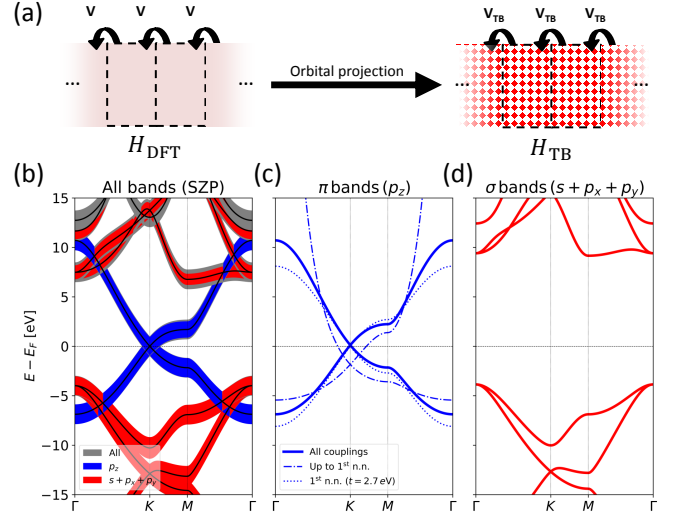 (a)
V V V
V_TB V_TB V_TB
... ...
Orbital projection
... ...
H_DFT
H_TB
(b) (c) (d)
All bands (SZP)
π bands (p_z)
σ bands (s + p_x + p_y)
E − E_F [eV]
15
10
5
0
−5
−10
−15
All
p_z
s + p_x + p_y
All couplings
Up to 1st n.n.
1st n.n. (t = 2.7 eV)
Γ K M Γ
Γ K M Γ
Γ K M Γ